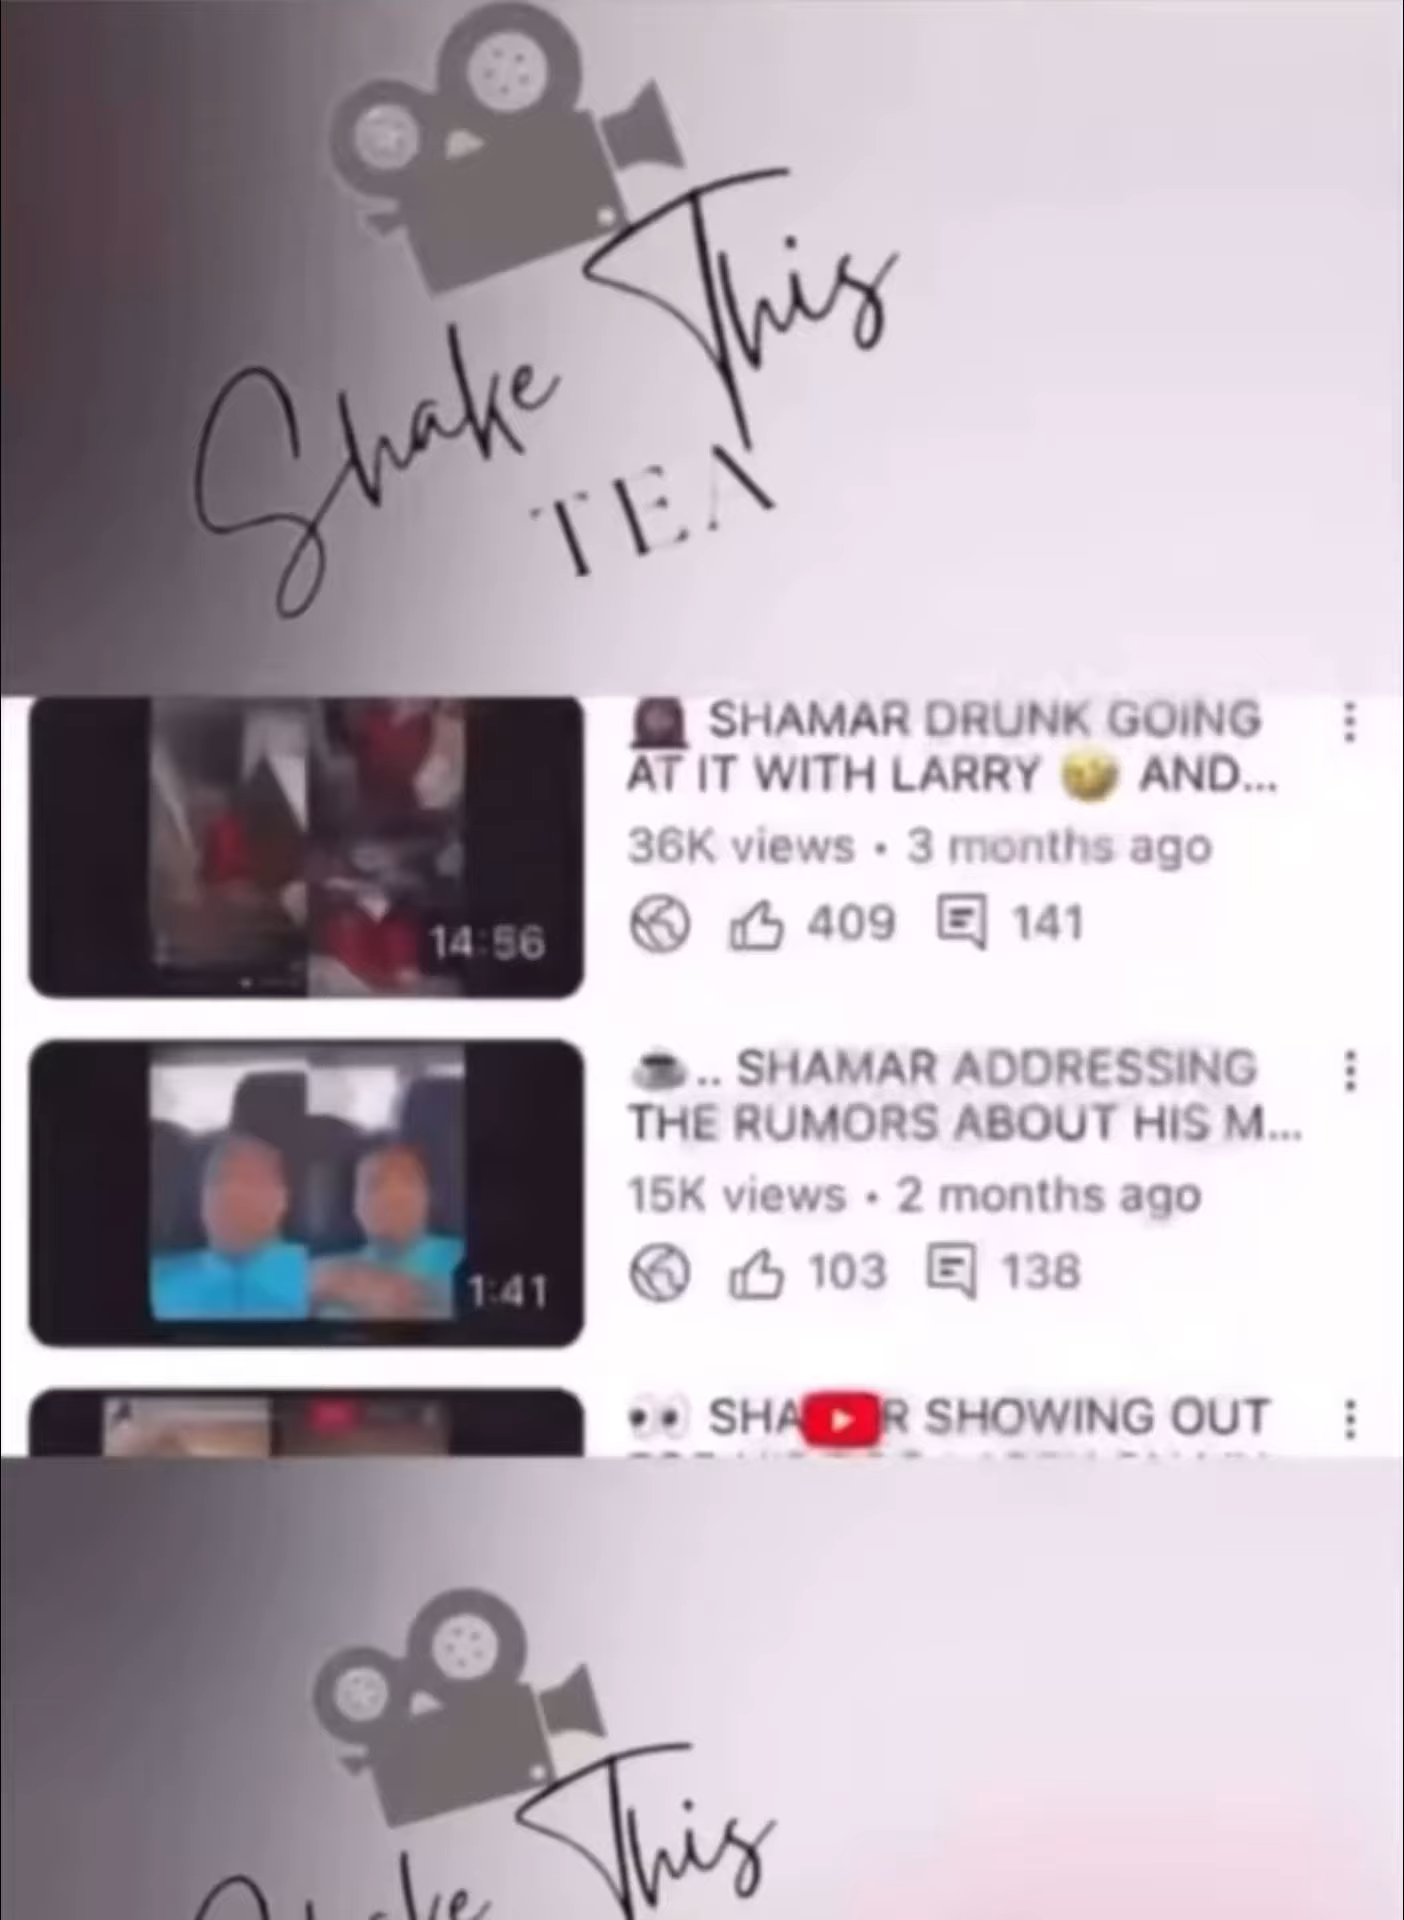 Shake This
TEA
SHAMAR DRUNK GOING
AT IT WITH LARRY 🤣 AND...
36K views • 3 months ago
409 141
14:56
☕.. SHAMAR ADDRESSING
THE RUMORS ABOUT HIS M...
15K views • 2 months ago
103 138
1:41
👀 SHA R SHOWING OUT
Shake This